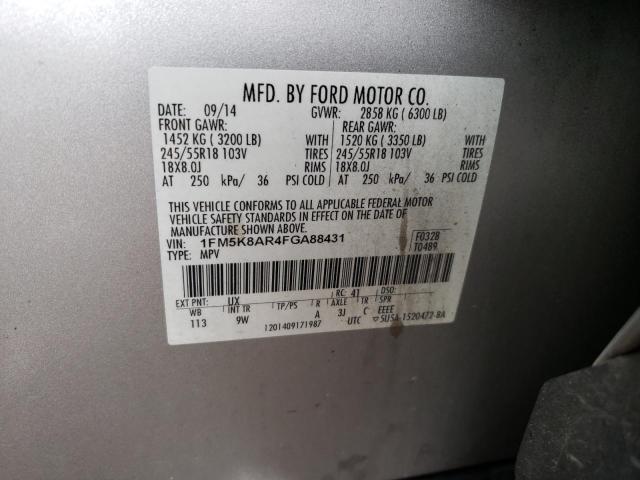 MFD. BY FORD MOTOR CO.
DATE: 09/14 GVWR: 2858 KG ( 6300 LB)
FRONT GAWR: REAR GAWR:
1452 KG ( 3200 LB) WITH 1520 KG ( 3350 LB) WITH
245/55R18 103V TIRES 245/55R18 103V TIRES
18X8.0J RIMS 18X8.0J RIMS
AT 250 kPa/ 36 PSI COLD AT 250 kPa/ 36 PSI COLD
THIS VEHICLE CONFORMS TO ALL APPLICABLE FEDERAL MOTOR
VEHICLE SAFETY STANDARDS IN EFFECT ON THE DATE OF
MANUFACTURE SHOWN ABOVE.
VIN: 1FM5K8AR4FGA88431 F0328
TYPE: MPV T0489
EXT PNT: UX RC: 41 DSO:
WB INT TR TP/PS R AXLE TR SPR
113 9W A 3J C EEEE
1201409171987 UTC 5U5A-1520472-BA